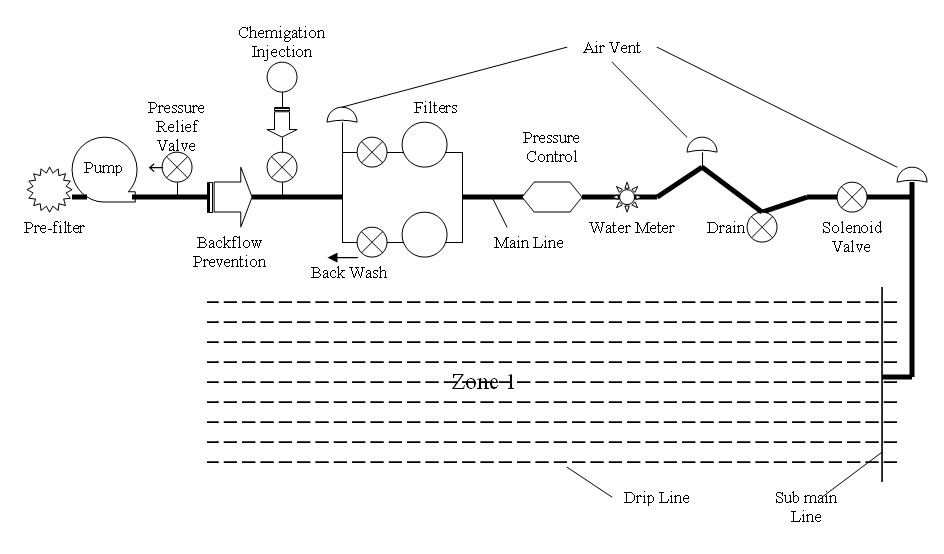 Chemigation
Injection
Air Vent
Pressure
Relief
Valve
Filters
Pressure
Control
Pump
Pre-filter
Backflow
Prevention
Back Wash
Main Line
Water Meter
Drain
Solenoid
Valve
Zone 1
Drip Line
Sub main
Line